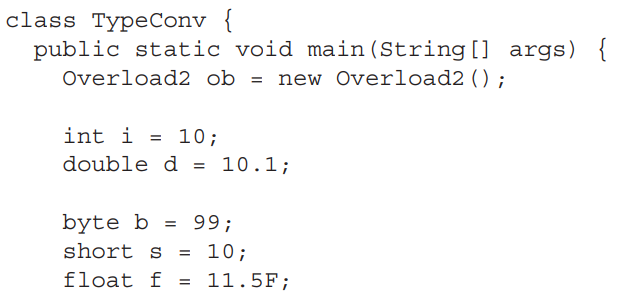 class TypeConv {
  public static void main(String[] args) {
    Overload2 ob = new Overload2();

    int i = 10;
    double d = 10.1;

    byte b = 99;
    short s = 10;
    float f = 11.5F;